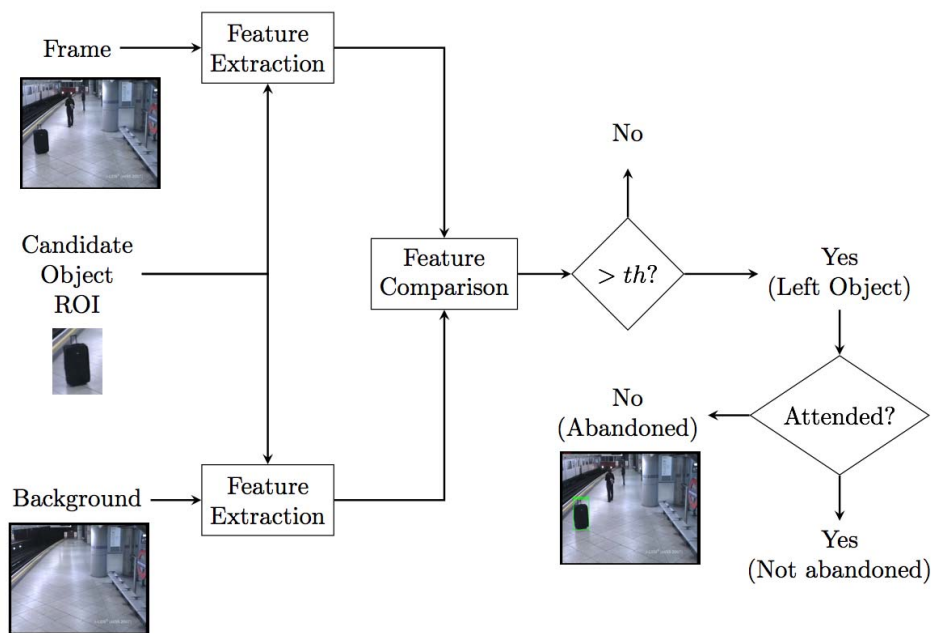 Frame
Feature
Extraction
No
Candidate
Object
ROI
Feature
Comparison
> th?
Yes
(Left Object)
No
(Abandoned)
Attended?
Background
Feature
Extraction
Yes
(Not abandoned)